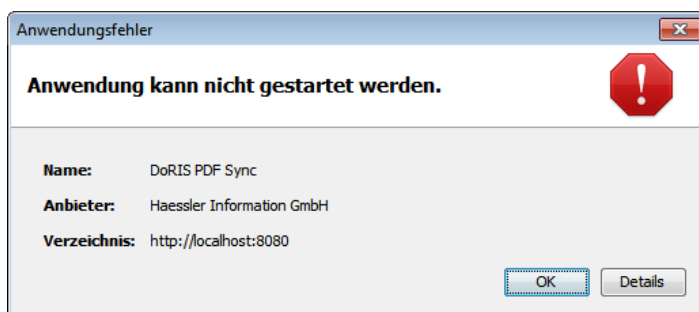 Anwendungsfehler
Anwendung kann nicht gestartet werden.
Name: DoRIS PDF Sync
Anbieter: Haessler Information GmbH
Verzeichnis: http://localhost:8080
OK Details